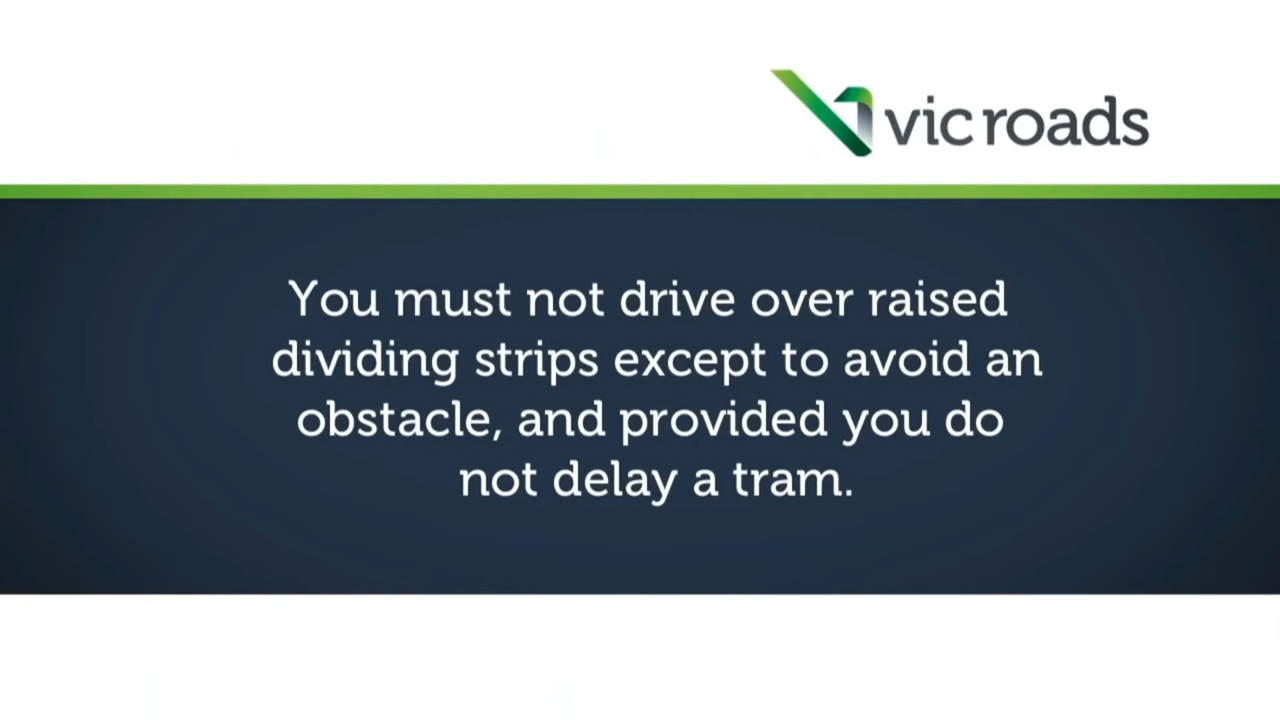 vic roads
You must not drive over raised
dividing strips except to avoid an
obstacle, and provided you do
not delay a tram.